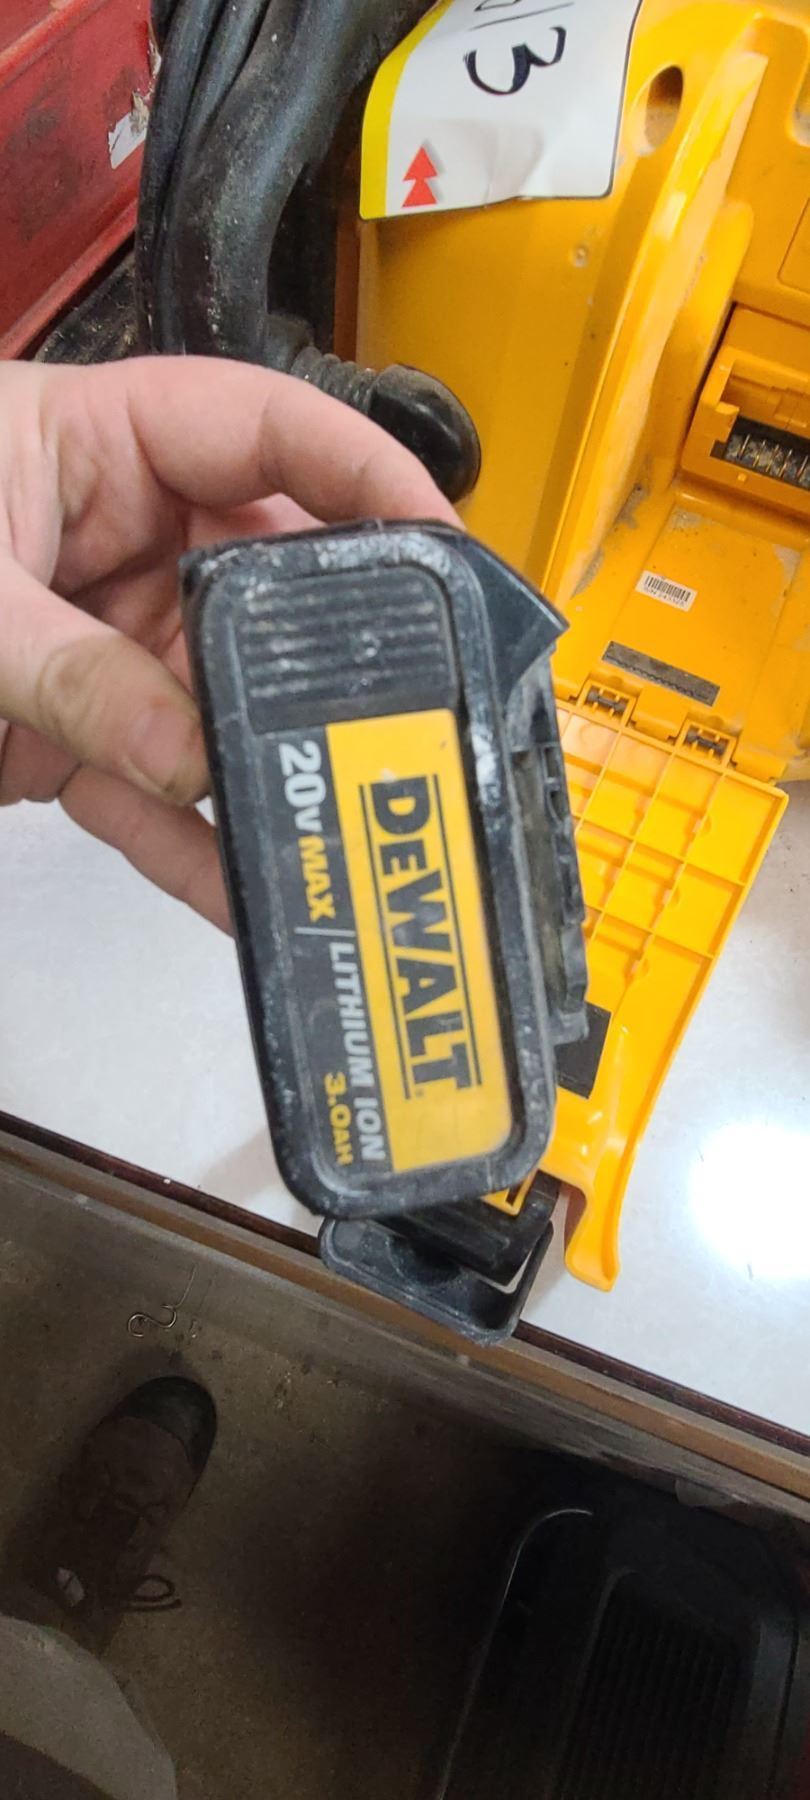 13
DEWALT
20V MAX | LITHIUM ION
3.0AH